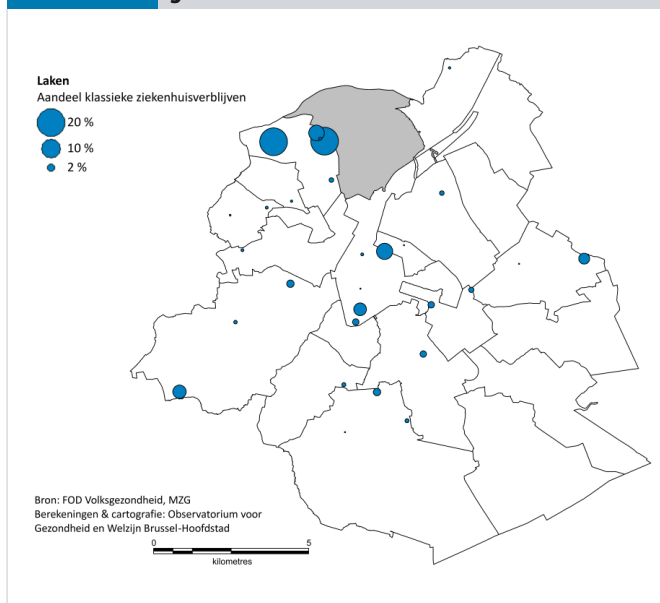 Laken
Aandeel klassieke ziekenhuisverblijven
20 %
10 %
2 %
Bron: FOD Volksgezondheid, MZG
Berekeningen & cartografie: Observatorium voor
Gezondheid en Welzijn Brussel-Hoofdstad
0 5
kilometres